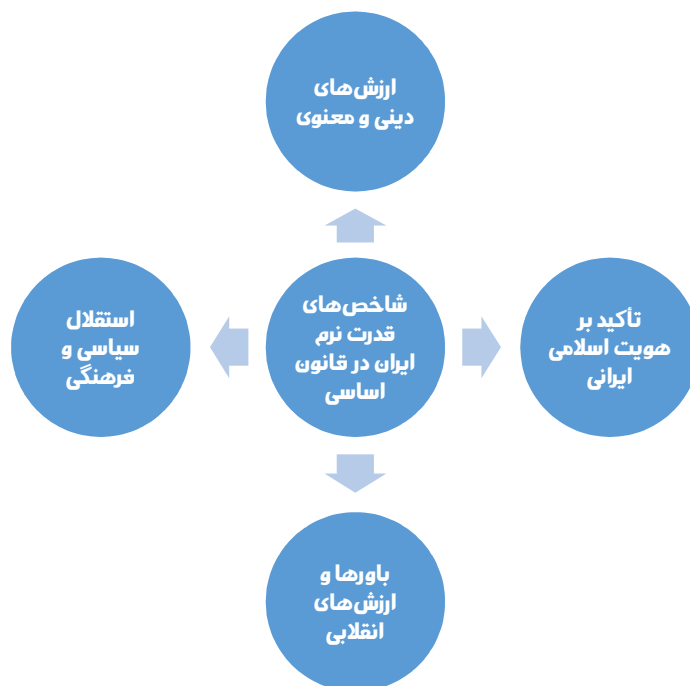 ارزش‌های
دینی و معنوی
تأکید بر
هویت اسلامی
ایرانی
شاخص‌های
قدرت نرم
ایران در قانون
اساسی
استقلال
سیاسی و
فرهنگی
باورها و
ارزش‌های
انقلابی